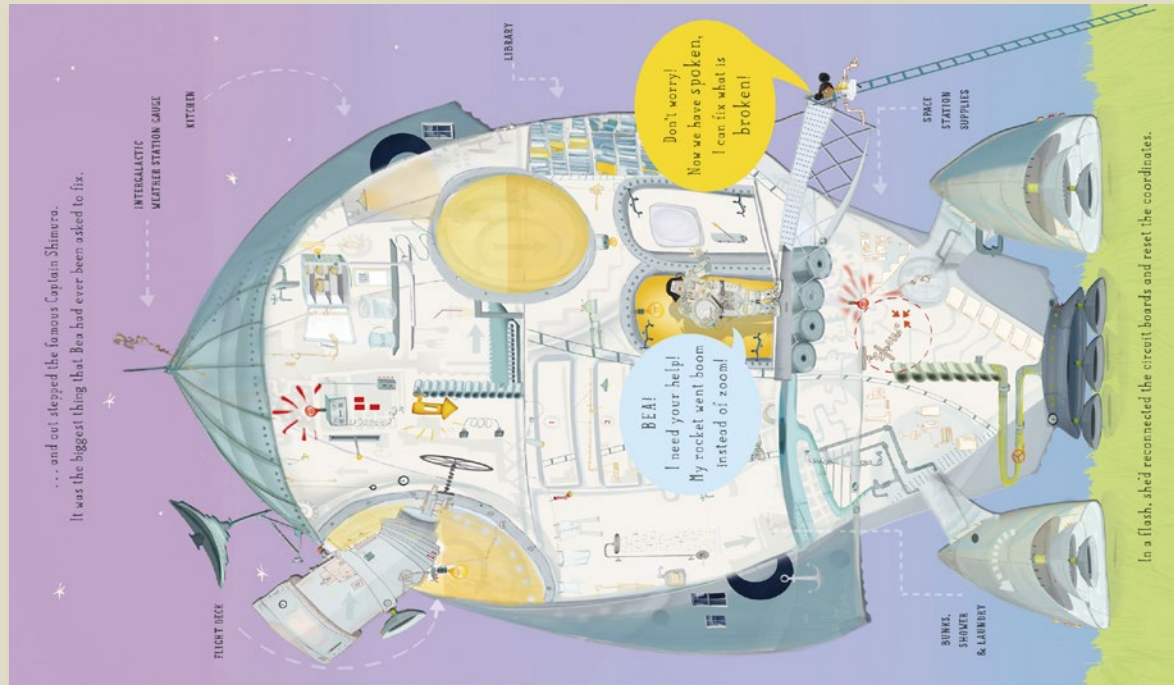 . . . and out stepped the famous Captain Shimura.
It was the biggest thing that Bea had ever been asked to fix.
INTERGALACTIC
WEATHER STATION GAUGE
KITCHEN
FLIGHT DECK
LIBRARY
BEA!
I need your help!
My rocket went boom
instead of zoom!
Don't worry!
Now we have spoken,
I can fix what is
broken!
1
2
SPACE
STATION
SUPPLIES
BUNKS,
SHOWER
& LAUNDRY
In a flash, she'd reconnected the circuit boards and reset the coordinates.